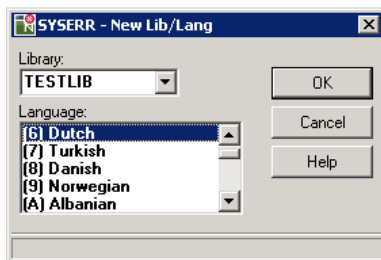 SYSERR - New Lib/Lang
Library:
TESTLIB
OK
Language:
Cancel
(6) Dutch
(7) Turkish
(8) Danish
Help
(9) Norwegian
(A) Albanian